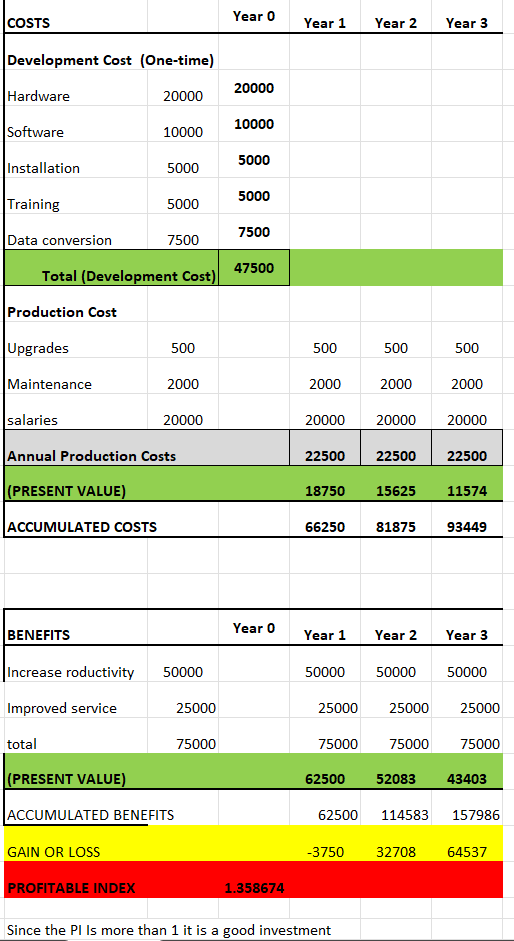 COSTS Year 0 Year 1 Year 2 Year 3
Development Cost (One-time)
Hardware 20000 20000
Software 10000 10000
Installation 5000 5000
Training 5000 5000
Data conversion 7500 7500
Total (Development Cost) 47500
Production Cost
Upgrades 500 500 500 500
Maintenance 2000 2000 2000 2000
salaries 20000 20000 20000 20000
Annual Production Costs 22500 22500 22500
(PRESENT VALUE) 18750 15625 11574
ACCUMULATED COSTS 66250 81875 93449
BENEFITS Year 0 Year 1 Year 2 Year 3
Increase roductivity 50000 50000 50000 50000
Improved service 25000 25000 25000 25000
total 75000 75000 75000 75000
(PRESENT VALUE) 62500 52083 43403
ACCUMULATED BENEFITS 62500 114583 157986
GAIN OR LOSS -3750 32708 64537
PROFITABLE INDEX 1.358674
Since the PI Is more than 1 it is a good investment